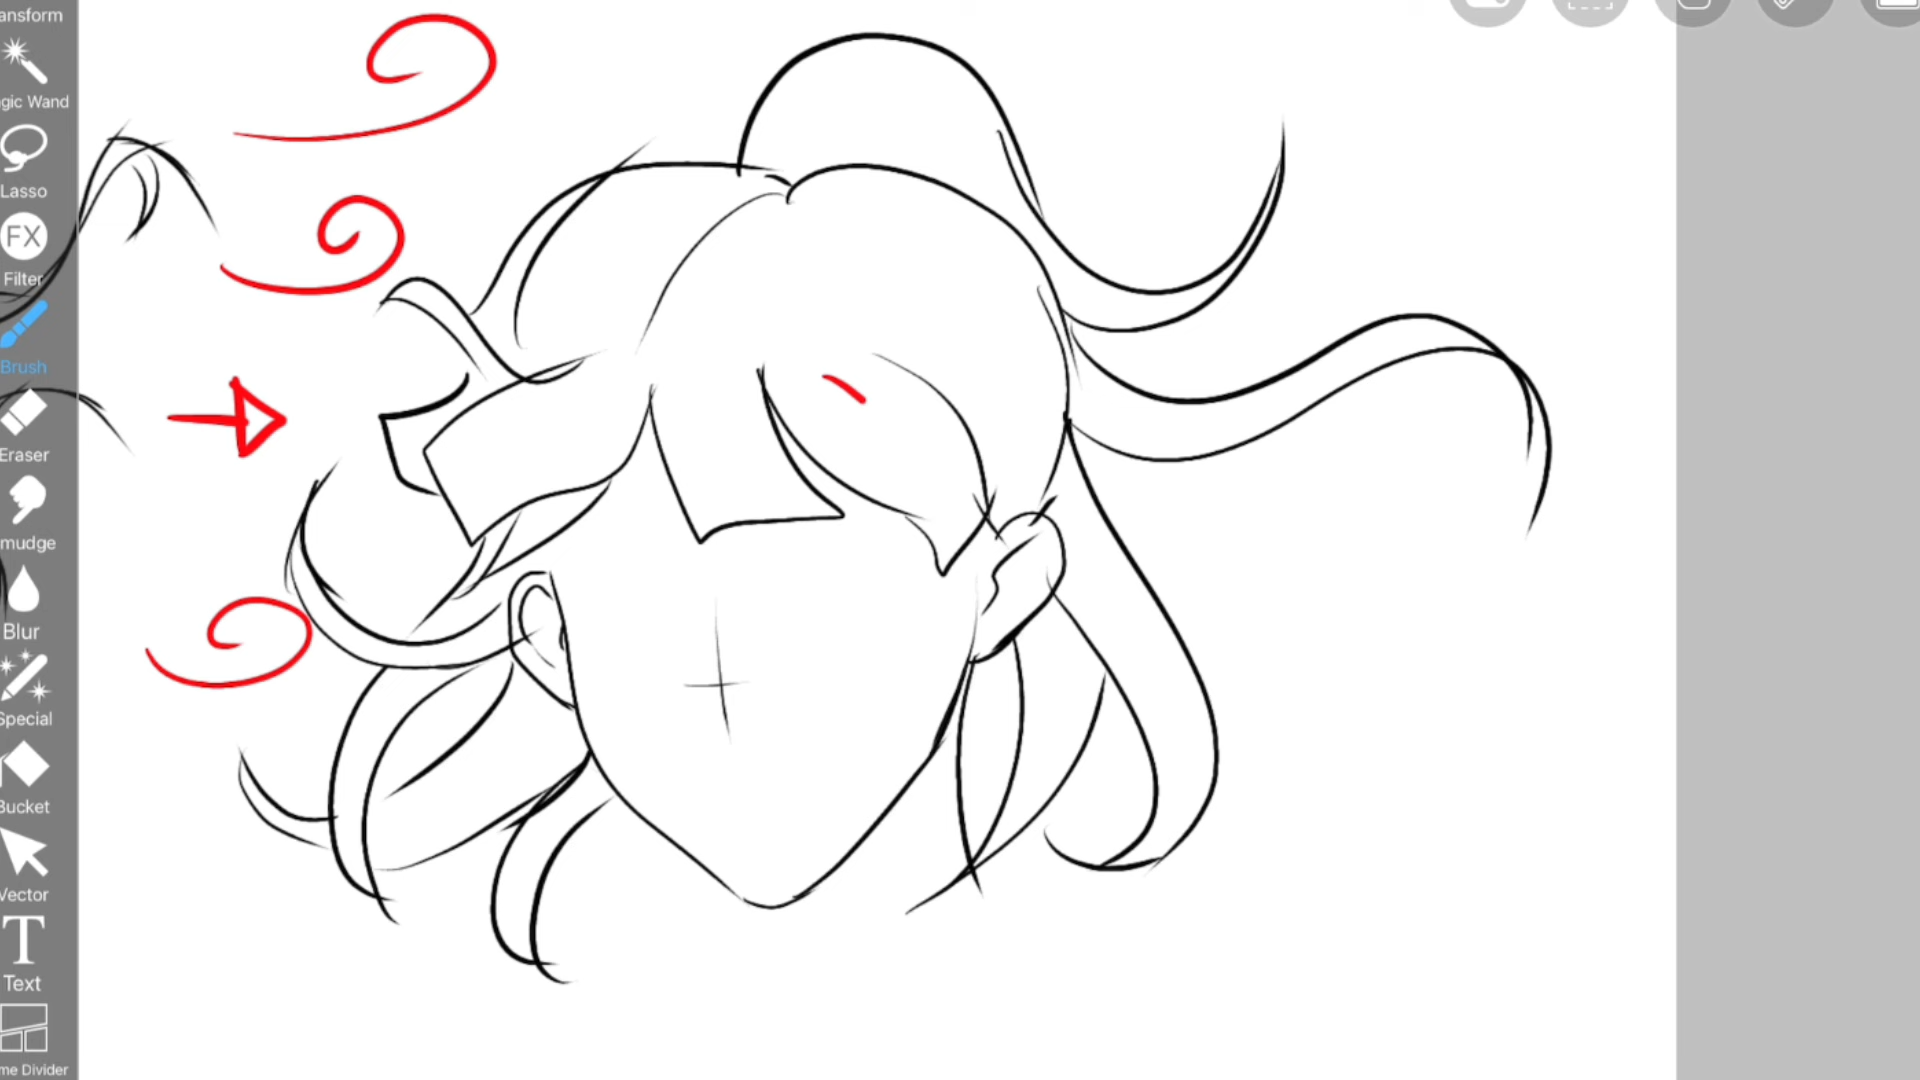 ansform
gic Wand
Lasso
FX
Filter
Brush
Eraser
mudge
Blur
Special
Bucket
Vector
T
Text
me Divider